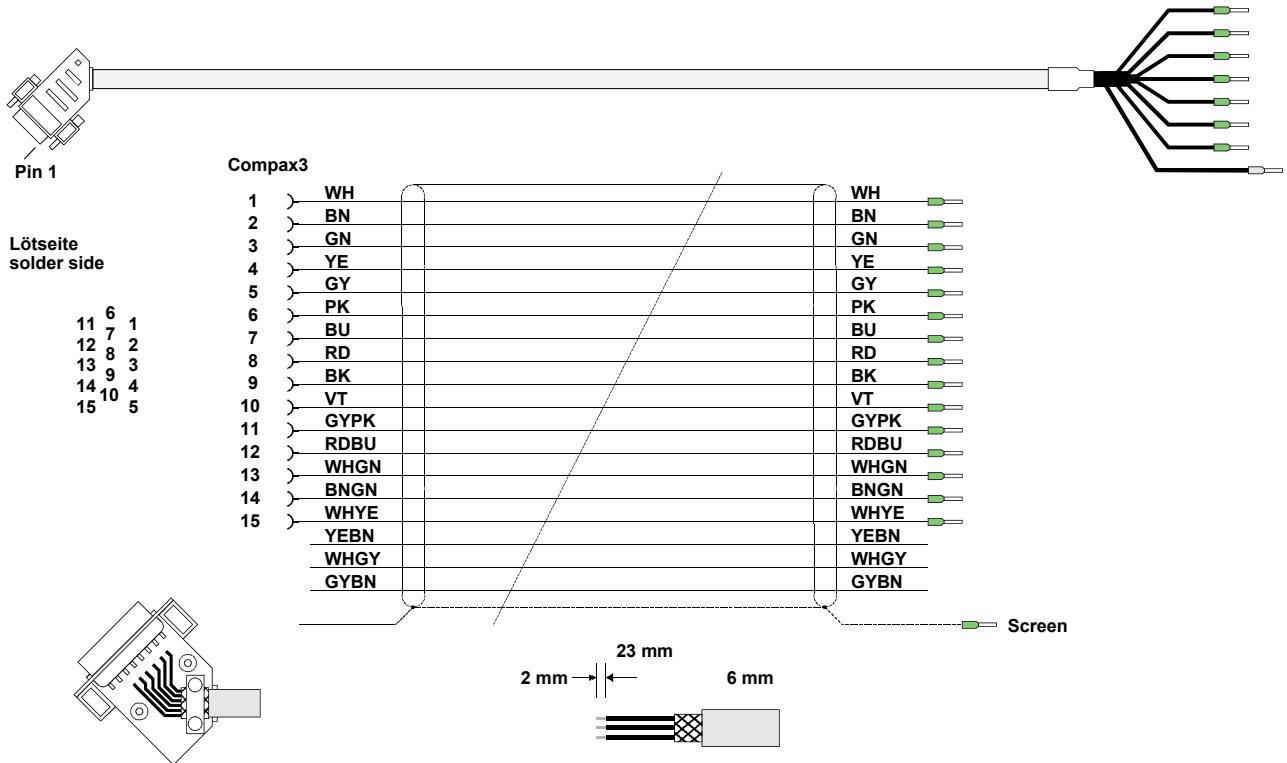 Pin 1
Compax3
Lötseite
solder side
6
11 1
7
12 2
8
13 3
9
14 4
10
15 5
1 WH WH
2 BN BN
3 GN GN
4 YE YE
5 GY GY
6 PK PK
7 BU BU
8 RD RD
9 BK BK
10 VT VT
11 GYPK GYPK
12 RDBU RDBU
13 WHGN WHGN
14 BNGN BNGN
15 WHYE WHYE
YEBN YEBN
WHGY WHGY
GYBN GYBN
Screen
23 mm
2 mm 6 mm